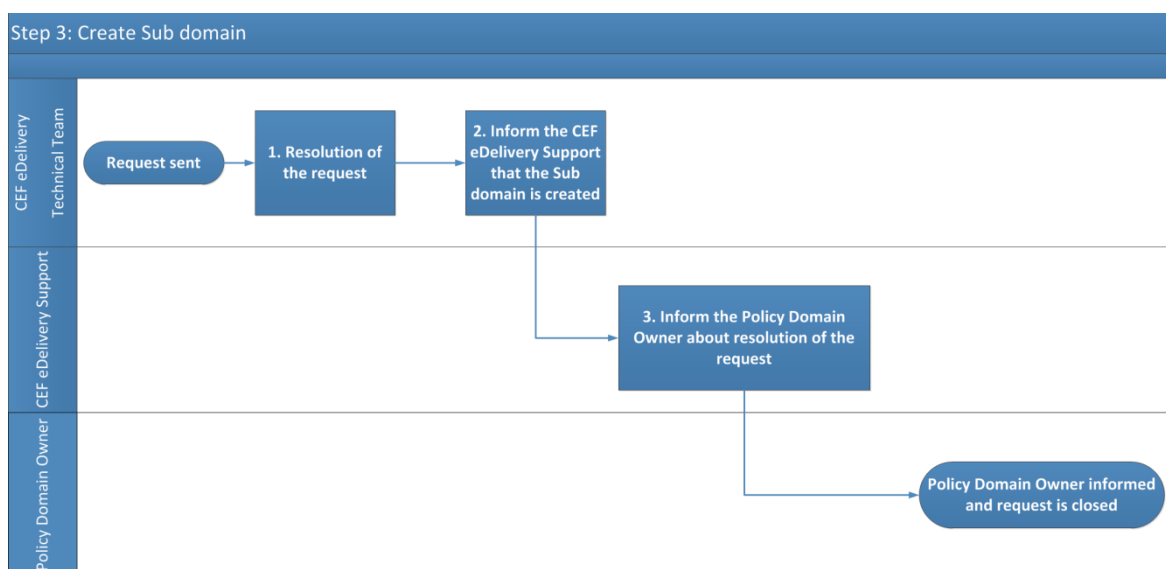 Step 3: Create Sub domain
CEF eDelivery
Technical Team
Request sent
1. Resolution of
the request
2. Inform the CEF
eDelivery Support
that the Sub
domain is created
CEF eDelivery Support
3. Inform the Policy Domain
Owner about resolution of the
request
Policy Domain Owner
Policy Domain Owner informed
and request is closed